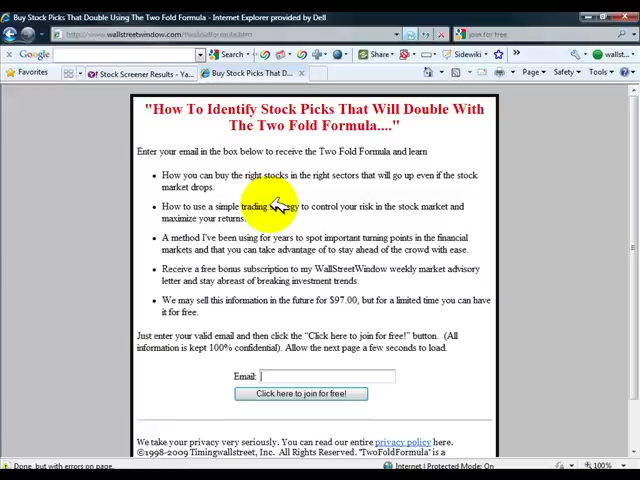 Buy Stock Picks That Double Using The Two Fold Formula - Internet Explorer provided by Dell
http://www.wallstreetwindow.com/twofoldformula.htm
join for free
Google
Search
Share
Sidewiki
wallst...
Favorites
Yahoo! Stock Screener Results - Ya...
Buy Stock Picks That D...
Page
Safety
Tools
"How To Identify Stock Picks That Will Double With
The Two Fold Formula...."
Enter your email in the box below to receive the Two Fold Formula and learn
How you can buy the right stocks in the right sectors that will go up even if the stock
market drops.
How to use a simple trading strategy to control your risk in the stock market and
maximize your returns.
A method I've been using for years to spot important turning points in the financial
markets and that you can take advantage of to stay ahead of the crowd with ease.
Receive a free bonus subscription to my WallStreetWindow weekly market advisory
letter and stay abreast of breaking investment trends.
We may sell this information in the future for $97.00, but for a limited time you can have
it for free.
Just enter your valid email and then click the "Click here to join for free!" button. (All
information is kept 100% confidential). Allow the next page a few seconds to load.
Email:
Click here to join for free!
We take your privacy very seriously. You can read our entire privacy policy here.
©1998-2009 Timingwallstreet, Inc. All Rights Reserved. "TwoFoldFormula" is a
Done, but with errors on page.
Internet | Protected Mode: On
100%